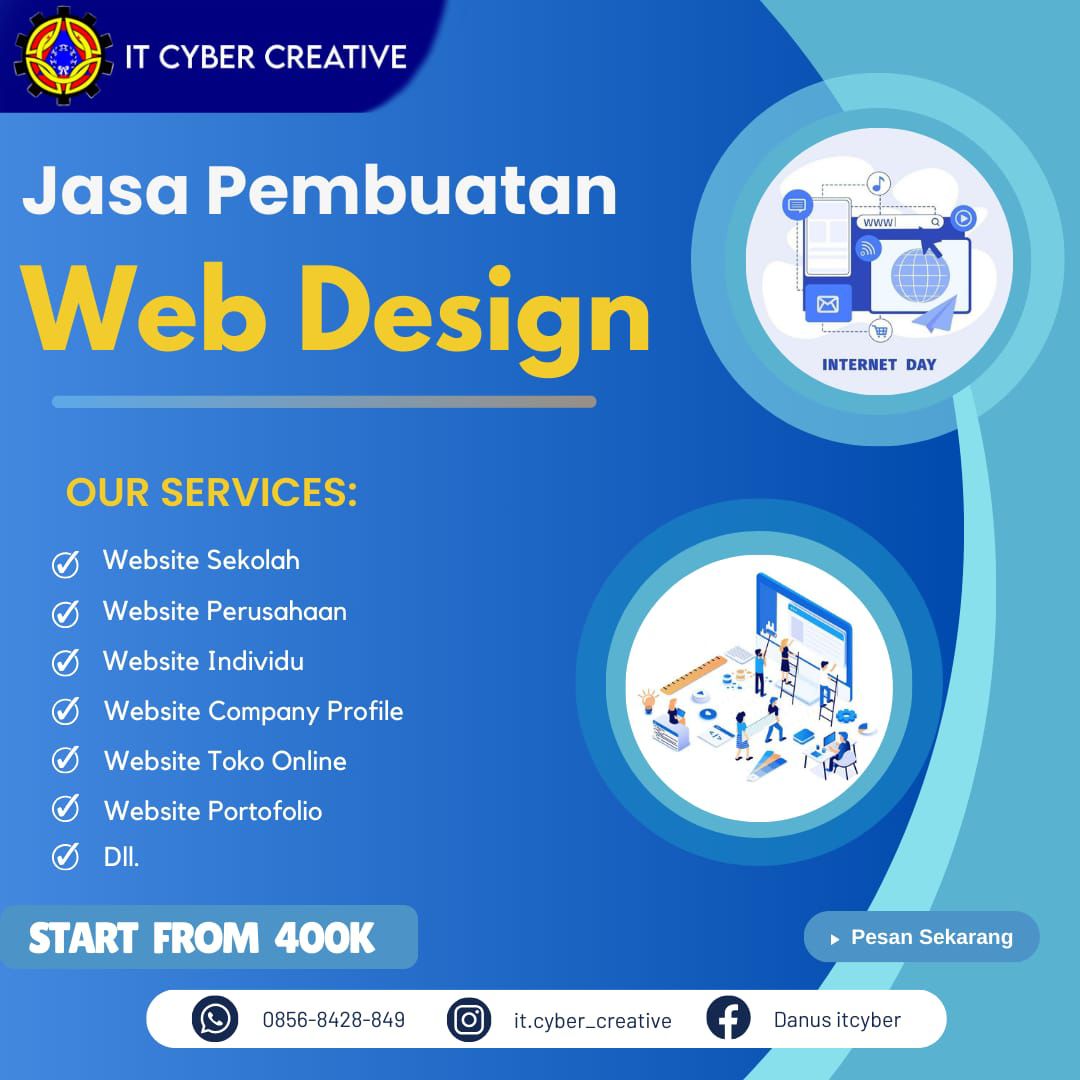 IT CYBER CREATIVE
Jasa Pembuatan
Web Design
www
INTERNET DAY
OUR SERVICES:
Website Sekolah
Website Perusahaan
Website Individu
Website Company Profile
Website Toko Online
Website Portofolio
Dll.
</>
START FROM 400K
Pesan Sekarang
0856-8428-849
it.cyber_creative
Danus itcyber